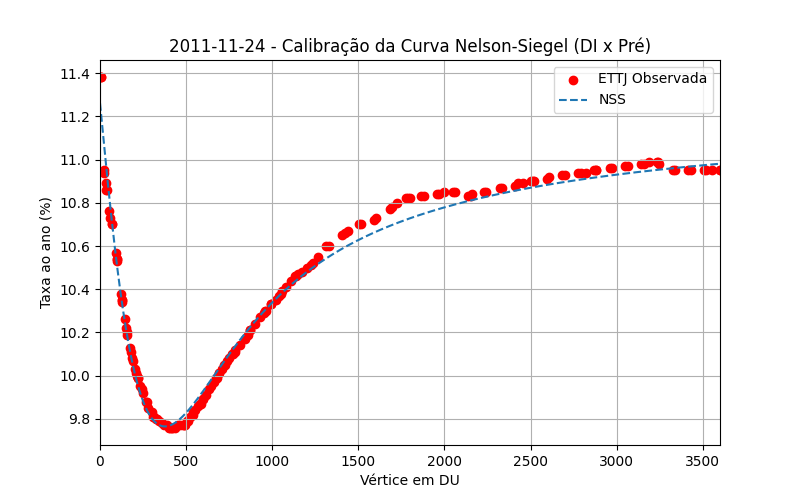 2011-11-24 - Calibração da Curva Nelson-Siegel (DI x Pré)
ETTJ Observada
NSS
Taxa ao ano (%)
11.4
11.2
11.0
10.8
10.6
10.4
10.2
10.0
9.8
0 500 1000 1500 2000 2500 3000 3500
Vértice em DU